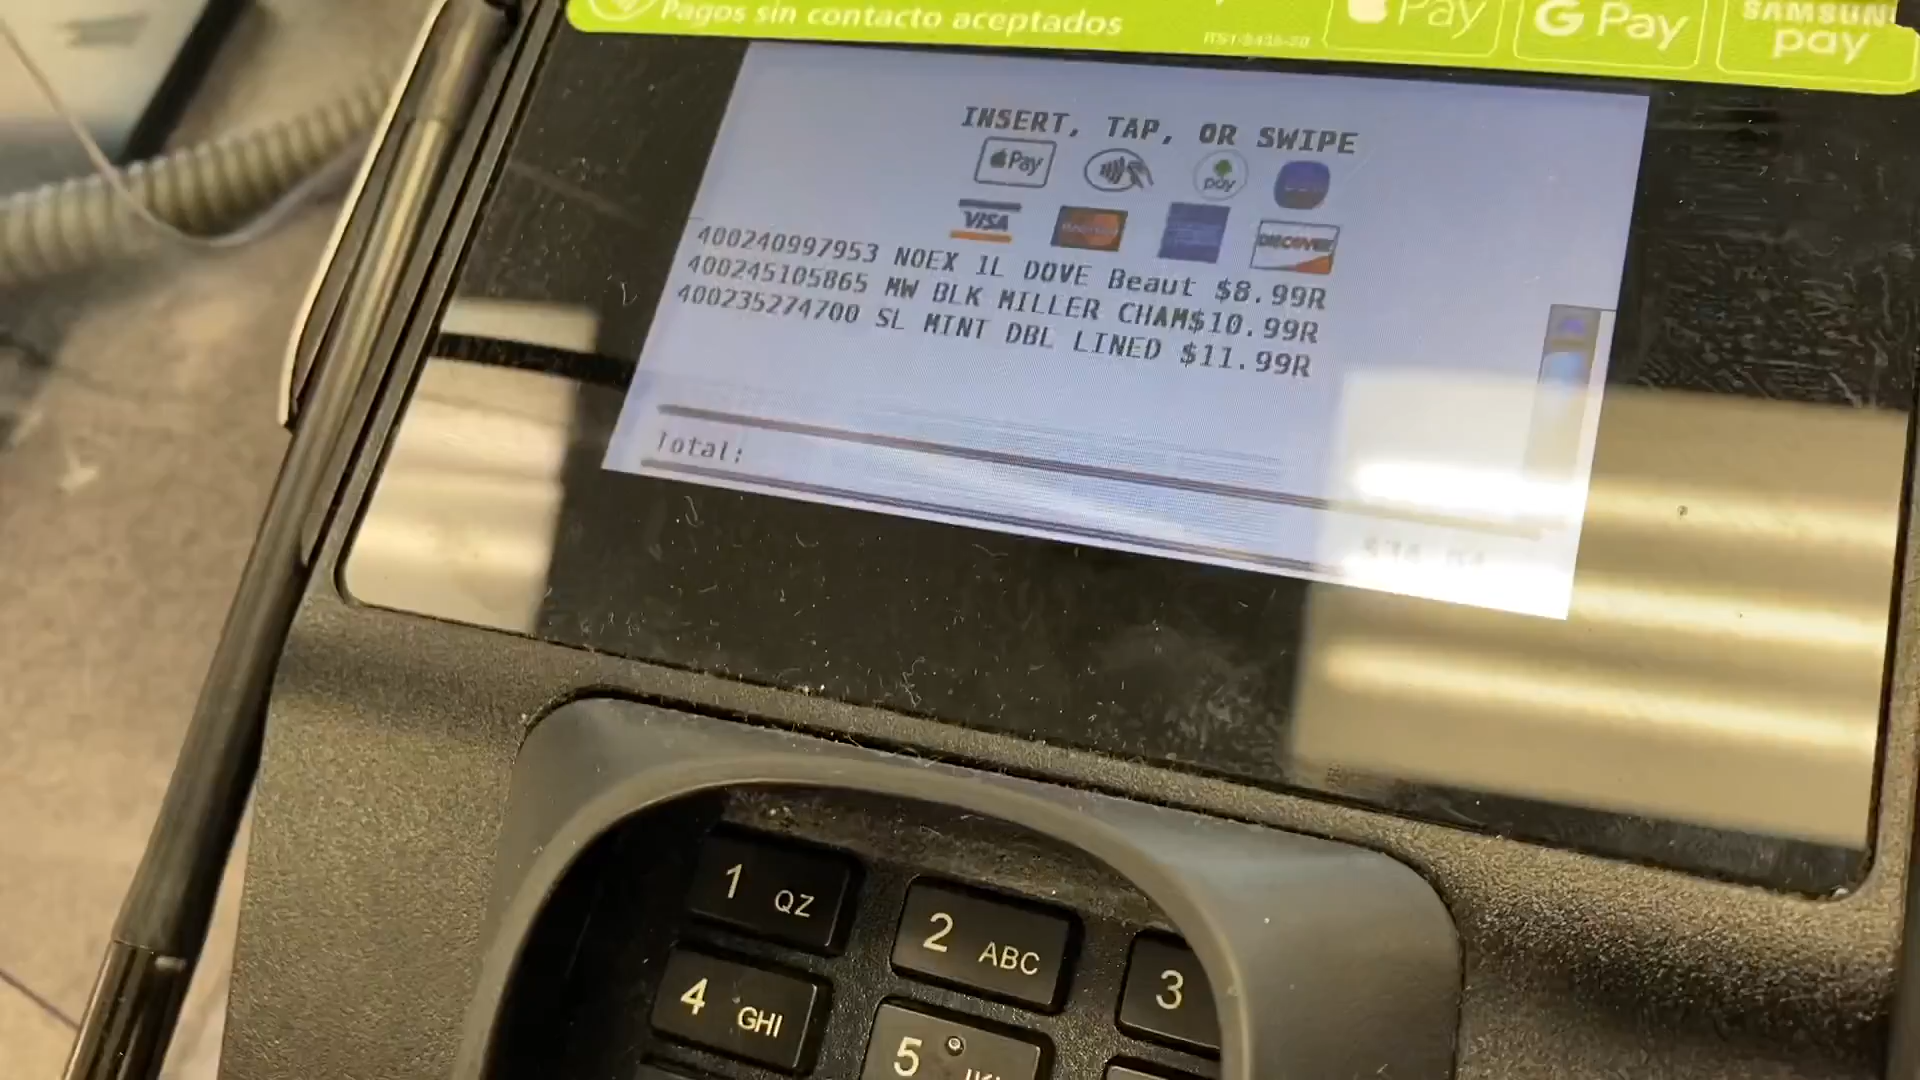 Pagos sin contacto aceptados
Pay
G Pay
SAMSUNG
pay
INSERT, TAP, OR SWIPE
Pay
pay
VISA
DISCOVER
400240997953 NOEX 1L DOVE Beaut $8.99R
400245105865 MW BLK MILLER CHAM$10.99R
400235274700 SL MINT DBL LINED $11.99R
Total:
1 QZ
2 ABC
3
4 GHI
5